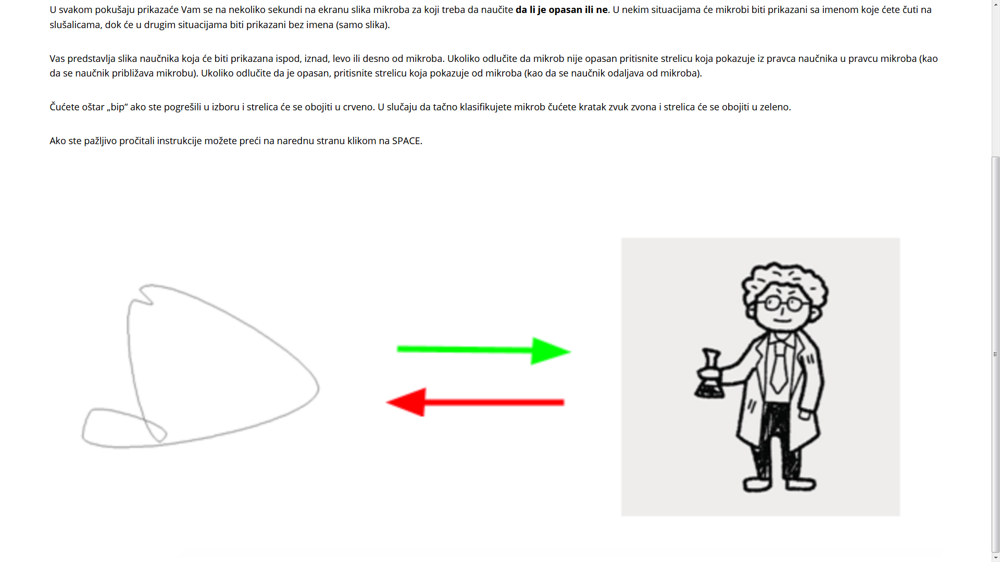 U svakom pokušaju prikazaće Vam se na nekoliko sekundi na ekranu slika mikroba za koji treba da naučite da li je opasan ili ne. U nekim situacijama će mikrobi biti prikazani sa imenom koje ćete čuti na
slušalicama, dok će u drugim situacijama biti prikazani bez imena (samo slika).
Vas predstavlja slika naučnika koja će biti prikazana ispod, iznad, levo ili desno od mikroba. Ukoliko odlučite da mikrob nije opasan pritisnite strelicu koja pokazuje iz pravca naučnika u pravcu mikroba (kao
da se naučnik približava mikrobu). Ukoliko odlučite da je opasan, pritisnite strelicu koja pokazuje od mikroba (kao da se naučnik odaljava od mikroba).
Čućete oštar „bip“ ako ste pogrešili u izboru i strelica će se obojiti u crveno. U slučaju da tačno klasifikujete mikrob čućete kratak zvuk zvona i strelica će se obojiti u zeleno.
Ako ste pažljivo pročitali instrukcije možete preći na narednu stranu klikom na SPACE.